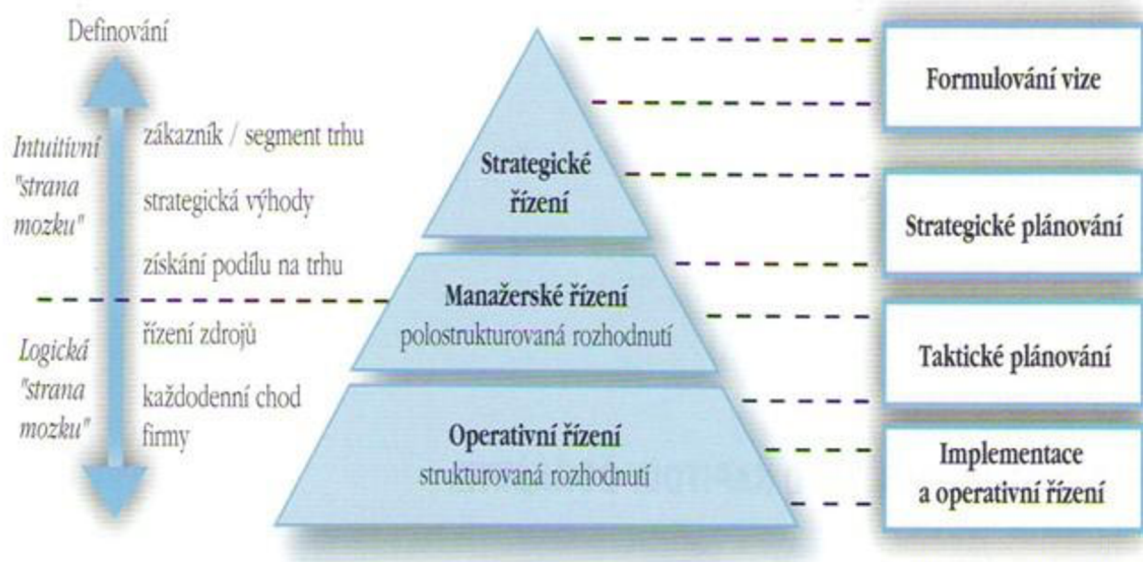 Definování
Intuitivní
"strana
mozku"
zákazník / segment trhu
strategická výhody
získání podílu na trhu
Logická
"strana
mozku"
řízení zdrojů
každodenní chod
firmy
Strategické
řízení
Manažerské řízení
polostrukturovaná rozhodnutí
Operativní řízení
strukturovaná rozhodnutí
Formulování vize
Strategické plánování
Taktické plánování
Implementace
a operativní řízení